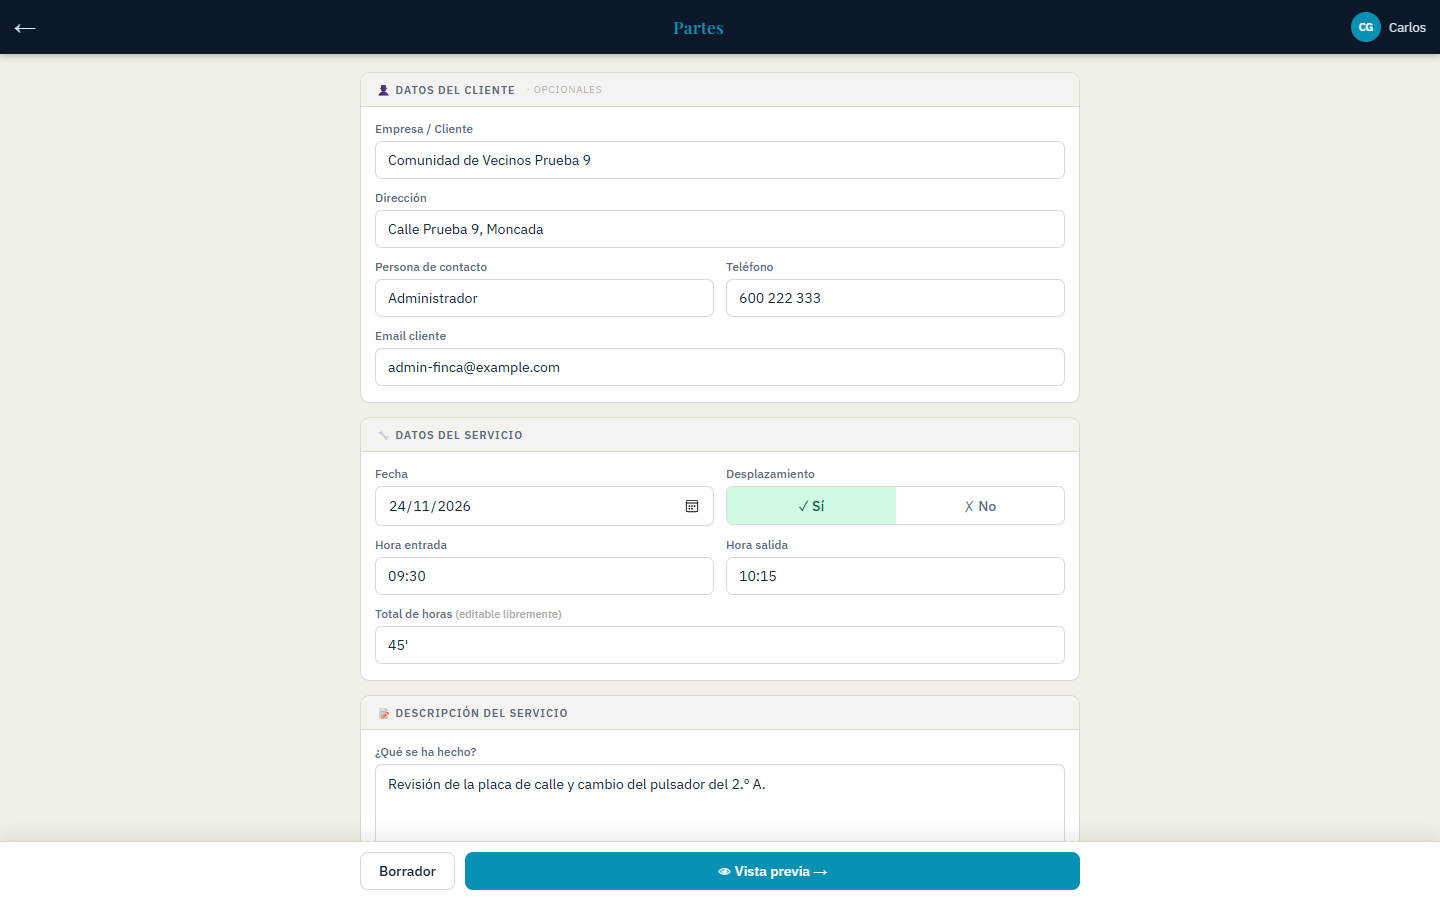 ←
Partes
CG Carlos
DATOS DEL CLIENTE · OPCIONALES
Empresa / Cliente
Comunidad de Vecinos Prueba 9
Dirección
Calle Prueba 9, Moncada
Persona de contacto
Teléfono
Administrador
600 222 333
Email cliente
admin-finca@example.com
DATOS DEL SERVICIO
Fecha
Desplazamiento
24/11/2026
✓ Sí
✗ No
Hora entrada
Hora salida
09:30
10:15
Total de horas (editable libremente)
45'
DESCRIPCIÓN DEL SERVICIO
¿Qué se ha hecho?
Revisión de la placa de calle y cambio del pulsador del 2.º A.
Borrador
Vista previa →